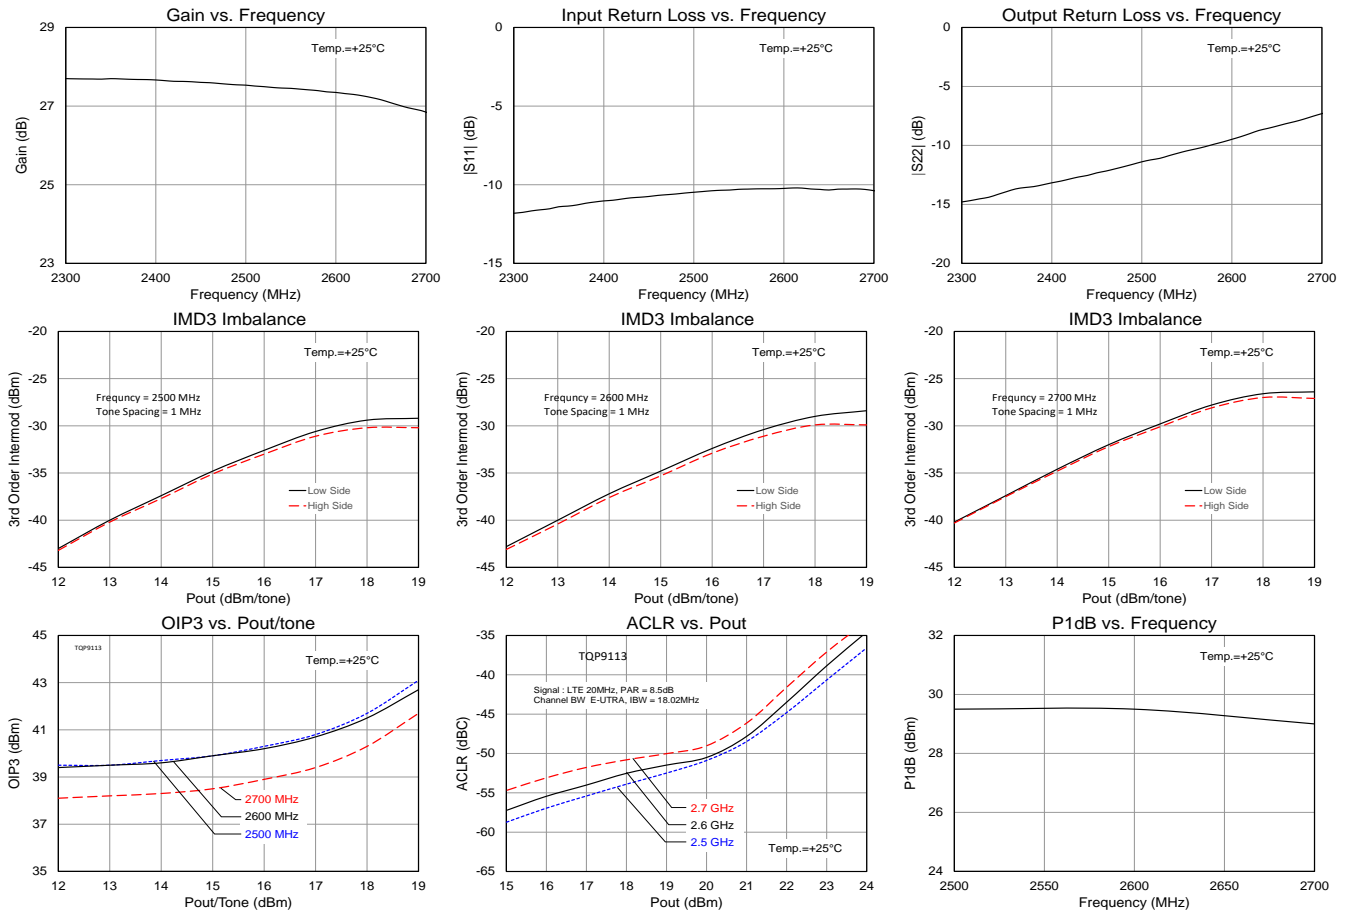 Gain vs. Frequency
29
27
25
23
Gain (dB)
Temp.=+25°C
2300 2400 2500 2600 2700
Frequency (MHz)
Input Return Loss vs. Frequency
0
-5
-10
-15
|S11| (dB)
Temp.=+25°C
2300 2400 2500 2600 2700
Frequency (MHz)
Output Return Loss vs. Frequency
0
-5
-10
-15
-20
|S22| (dB)
Temp.=+25°C
2300 2400 2500 2600 2700
Frequency (MHz)
IMD3 Imbalance
-20
-25
-30
-35
-40
-45
3rd Order Intermod (dBm)
Temp.=+25°C
Frequncy = 2500 MHz
Tone Spacing = 1 MHz
Low Side
High Side
12 13 14 15 16 17 18 19
Pout (dBm/tone)
IMD3 Imbalance
-20
-25
-30
-35
-40
-45
3rd Order Intermod (dBm)
Temp.=+25°C
Frequncy = 2600 MHz
Tone Spacing = 1 MHz
Low Side
High Side
12 13 14 15 16 17 18 19
Pout (dBm/tone)
IMD3 Imbalance
-20
-25
-30
-35
-40
-45
3rd Order Intermod (dBm)
Temp.=+25°C
Frequncy = 2700 MHz
Tone Spacing = 1 MHz
Low Side
High Side
12 13 14 15 16 17 18 19
Pout (dBm/tone)
OIP3 vs. Pout/tone
45
43
41
39
37
35
OIP3 (dBm)
TQP9113
Temp.=+25°C
2700 MHz
2600 MHz
2500 MHz
12 13 14 15 16 17 18 19
Pout/Tone (dBm)
ACLR vs. Pout
-35
-40
-45
-50
-55
-60
-65
ACLR (dBC)
TQP9113
Signal : LTE 20MHz, PAR = 8.5dB
Channel BW E-UTRA, IBW = 18.02MHz
2.7 GHz
2.6 GHz
2.5 GHz
Temp.=+25°C
15 16 17 18 19 20 21 22 23 24
Pout (dBm)
P1dB vs. Frequency
32
30
28
26
24
P1dB (dBm)
Temp.=+25°C
2500 2550 2600 2650 2700
Frequency (MHz)